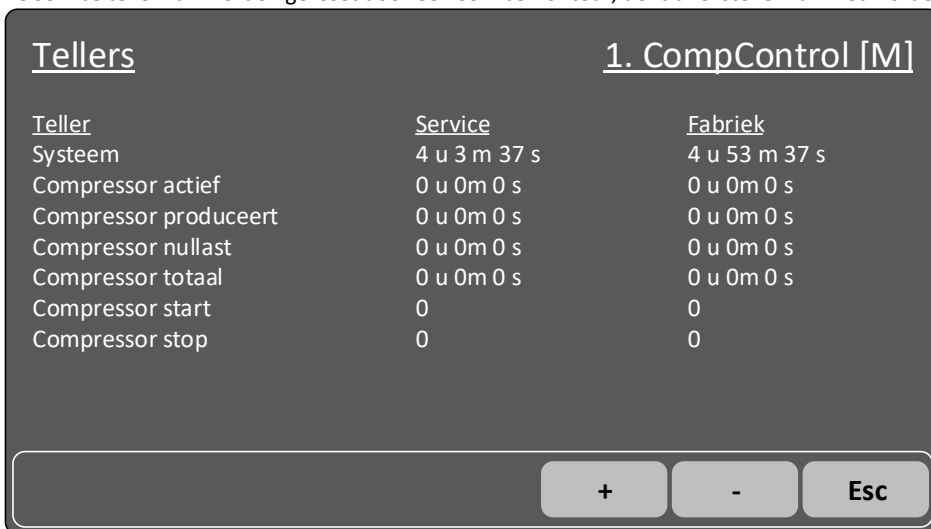 Tellers 1. CompControl [M]
Teller Service Fabriek
Systeem 4 u 3 m 37 s 4 u 53 m 37 s
Compressor actief 0 u 0m 0 s 0 u 0m 0 s
Compressor produceert 0 u 0m 0 s 0 u 0m 0 s
Compressor nullast 0 u 0m 0 s 0 u 0m 0 s
Compressor totaal 0 u 0m 0 s 0 u 0m 0 s
Compressor start 0 0
Compressor stop 0 0
+ - Esc